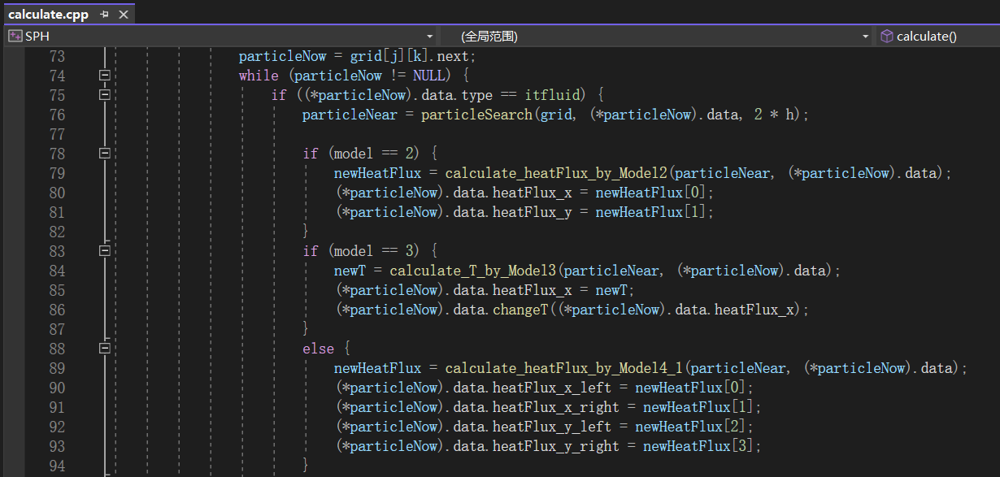 calculate.cpp
SPH (全局范围) calculate()
73 particleNow = grid[j][k].next;
74 while (particleNow != NULL) {
75 if ((*particleNow).data.type == itfluid) {
76 particleNear = particleSearch(grid, (*particleNow).data, 2 * h);
77
78 if (model == 2) {
79 newHeatFlux = calculate_heatFlux_by_Model2(particleNear, (*particleNow).data);
80 (*particleNow).data.heatFlux_x = newHeatFlux[0];
81 (*particleNow).data.heatFlux_y = newHeatFlux[1];
82 }
83 if (model == 3) {
84 newT = calculate_T_by_Model3(particleNear, (*particleNow).data);
85 (*particleNow).data.heatFlux_x = newT;
86 (*particleNow).data.changeT((*particleNow).data.heatFlux_x);
87 }
88 else {
89 newHeatFlux = calculate_heatFlux_by_Model4_1(particleNear, (*particleNow).data);
90 (*particleNow).data.heatFlux_x_left = newHeatFlux[0];
91 (*particleNow).data.heatFlux_x_right = newHeatFlux[1];
92 (*particleNow).data.heatFlux_y_left = newHeatFlux[2];
93 (*particleNow).data.heatFlux_y_right = newHeatFlux[3];
94 }